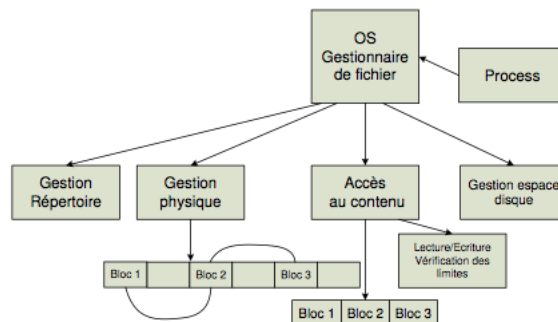 OS
Gestionnaire
de fichier
Process
Gestion
Répertoire
Gestion
physique
Accès
au contenu
Gestion espace
disque
Lecture/Ecriture
Vérification des
limites
Bloc 1
Bloc 2
Bloc 3
Bloc 1
Bloc 2
Bloc 3